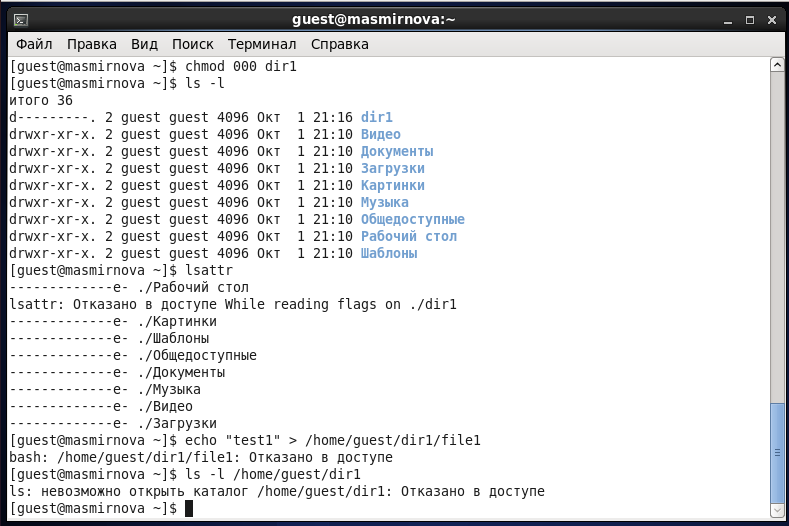 guest@masmirnova:~
Файл Правка Вид Поиск Терминал Справка
[guest@masmirnova ~]$ chmod 000 dir1
[guest@masmirnova ~]$ ls -l
итого 36
d---------. 2 guest guest 4096 Окт  1 21:16 dir1
drwxr-xr-x. 2 guest guest 4096 Окт  1 21:10 Видео
drwxr-xr-x. 2 guest guest 4096 Окт  1 21:10 Документы
drwxr-xr-x. 2 guest guest 4096 Окт  1 21:10 Загрузки
drwxr-xr-x. 2 guest guest 4096 Окт  1 21:10 Картинки
drwxr-xr-x. 2 guest guest 4096 Окт  1 21:10 Музыка
drwxr-xr-x. 2 guest guest 4096 Окт  1 21:10 Общедоступные
drwxr-xr-x. 2 guest guest 4096 Окт  1 21:10 Рабочий стол
drwxr-xr-x. 2 guest guest 4096 Окт  1 21:10 Шаблоны
[guest@masmirnova ~]$ lsattr
-------------e- ./Рабочий стол
lsattr: Отказано в доступе While reading flags on ./dir1
-------------e- ./Картинки
-------------e- ./Шаблоны
-------------e- ./Общедоступные
-------------e- ./Документы
-------------e- ./Музыка
-------------e- ./Видео
-------------e- ./Загрузки
[guest@masmirnova ~]$ echo "test1" > /home/guest/dir1/file1
bash: /home/guest/dir1/file1: Отказано в доступе
[guest@masmirnova ~]$ ls -l /home/guest/dir1
ls: невозможно открыть каталог /home/guest/dir1: Отказано в доступе
[guest@masmirnova ~]$